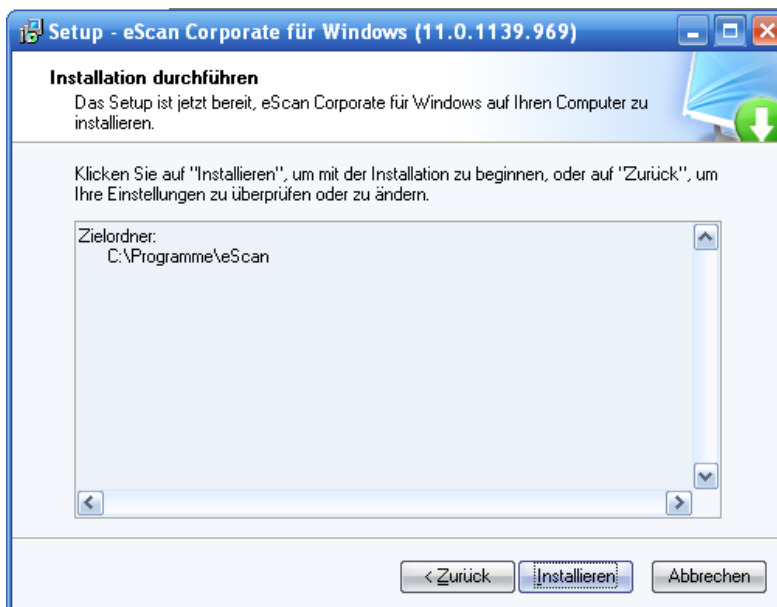 Setup - eScan Corporate für Windows (11.0.1139.969)
Installation durchführen
Das Setup ist jetzt bereit, eScan Corporate für Windows auf Ihren Computer zu
installieren.
Klicken Sie auf "Installieren", um mit der Installation zu beginnen, oder auf "Zurück", um
Ihre Einstellungen zu überprüfen oder zu ändern.
Zielordner:
C:\Programme\eScan
< Zurück
Installieren
Abbrechen